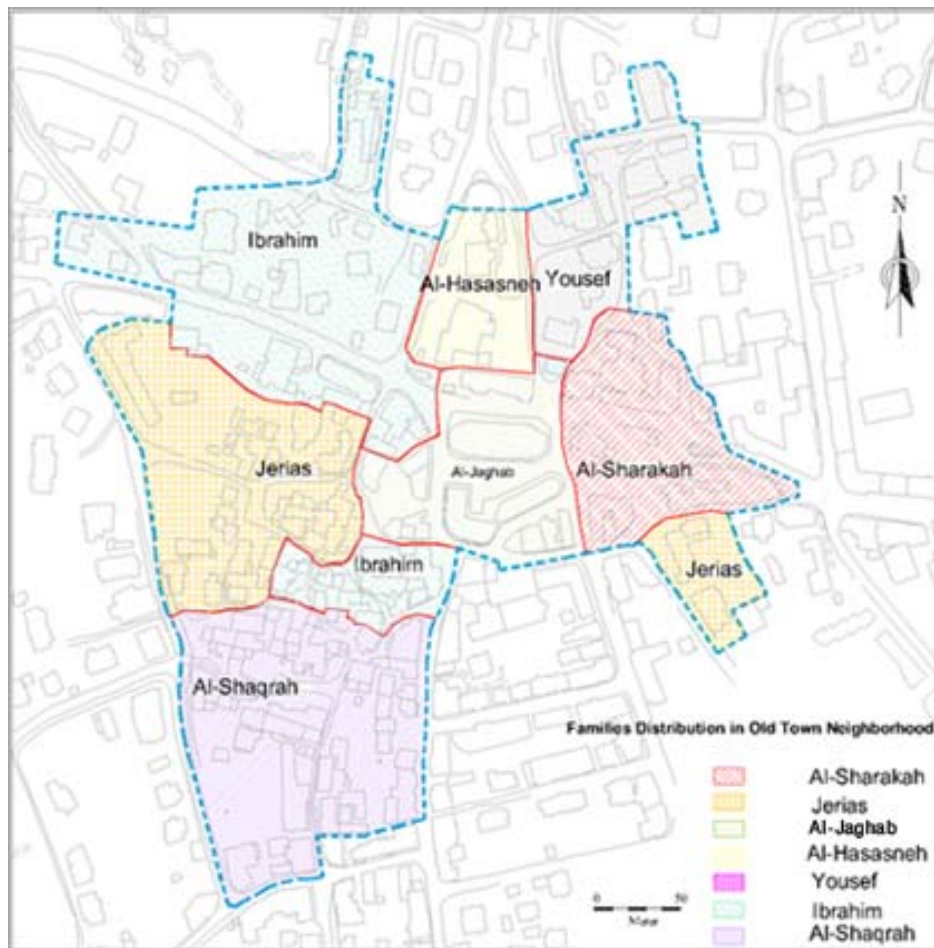 N
Ibrahim
Al-Hasasneh
Yousef
Jerias
Al-Jaghab
Al-Sharakah
Ibrahim
Jerias
Al-Shaqrah
Families Distribution in Old Town Neighborhood
Al-Sharakah
Jerias
Al-Jaghab
Al-Hasasneh
Yousef
Ibrahim
Al-Shaqrah
0 50
Meter